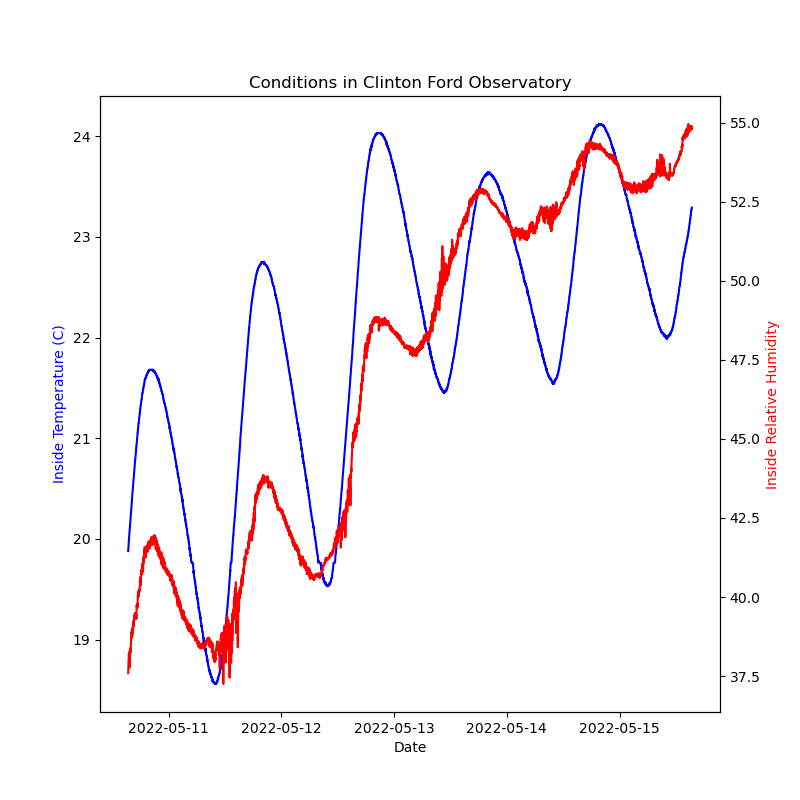 Conditions in Clinton Ford Observatory
Inside Temperature (C)
24
23
22
21
20
19
55.0
52.5
50.0
47.5
45.0
42.5
40.0
37.5
Inside Relative Humidity
2022-05-11 2022-05-12 2022-05-13 2022-05-14 2022-05-15
Date